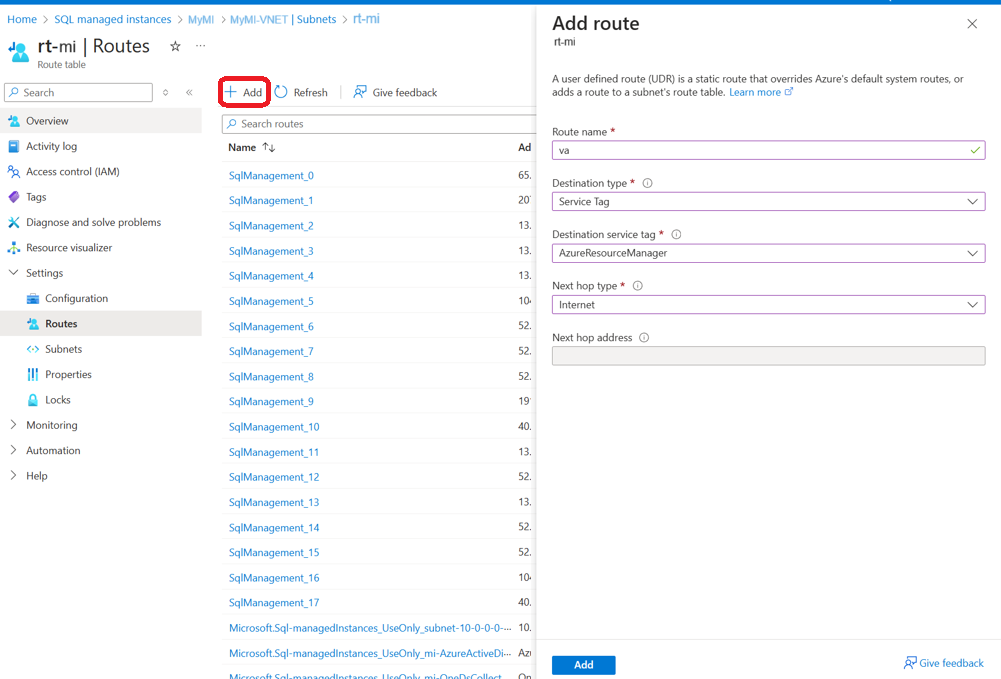 Home > SQL managed instances > MyMI > MyMI-VNET | Subnets > rt-mi
rt-mi | Routes
Route table
Search
Overview
Activity log
Access control (IAM)
Tags
Diagnose and solve problems
Resource visualizer
Settings
Configuration
Routes
Subnets
Properties
Locks
Monitoring
Automation
Help
Add Refresh Give feedback
Search routes
Name Ad
SqlManagement_0 65.
SqlManagement_1 20
SqlManagement_2 13.
SqlManagement_3 13.
SqlManagement_4 13.
SqlManagement_5 10
SqlManagement_6 52.
SqlManagement_7 52.
SqlManagement_8 52.
SqlManagement_9 19
SqlManagement_10 40.
SqlManagement_11 13.
SqlManagement_12 52.
SqlManagement_13 13.
SqlManagement_14 52.
SqlManagement_15 52.
SqlManagement_16 10
SqlManagement_17 40.
Microsoft.Sql-managedInstances_UseOnly_subnet-10-0-0-0-... 10.
Microsoft.Sql-managedInstances_UseOnly_mi-AzureActiveDi... Az
Microsoft.Sql-managedInstances_UseOnly_mi-OneDsCollect... On
Add route
rt-mi
A user defined route (UDR) is a static route that overrides Azure's default system routes, or
adds a route to a subnet's route table. Learn more
Route name *
va
Destination type *
Service Tag
Destination service tag *
AzureResourceManager
Next hop type *
Internet
Next hop address
Add
Give feedback